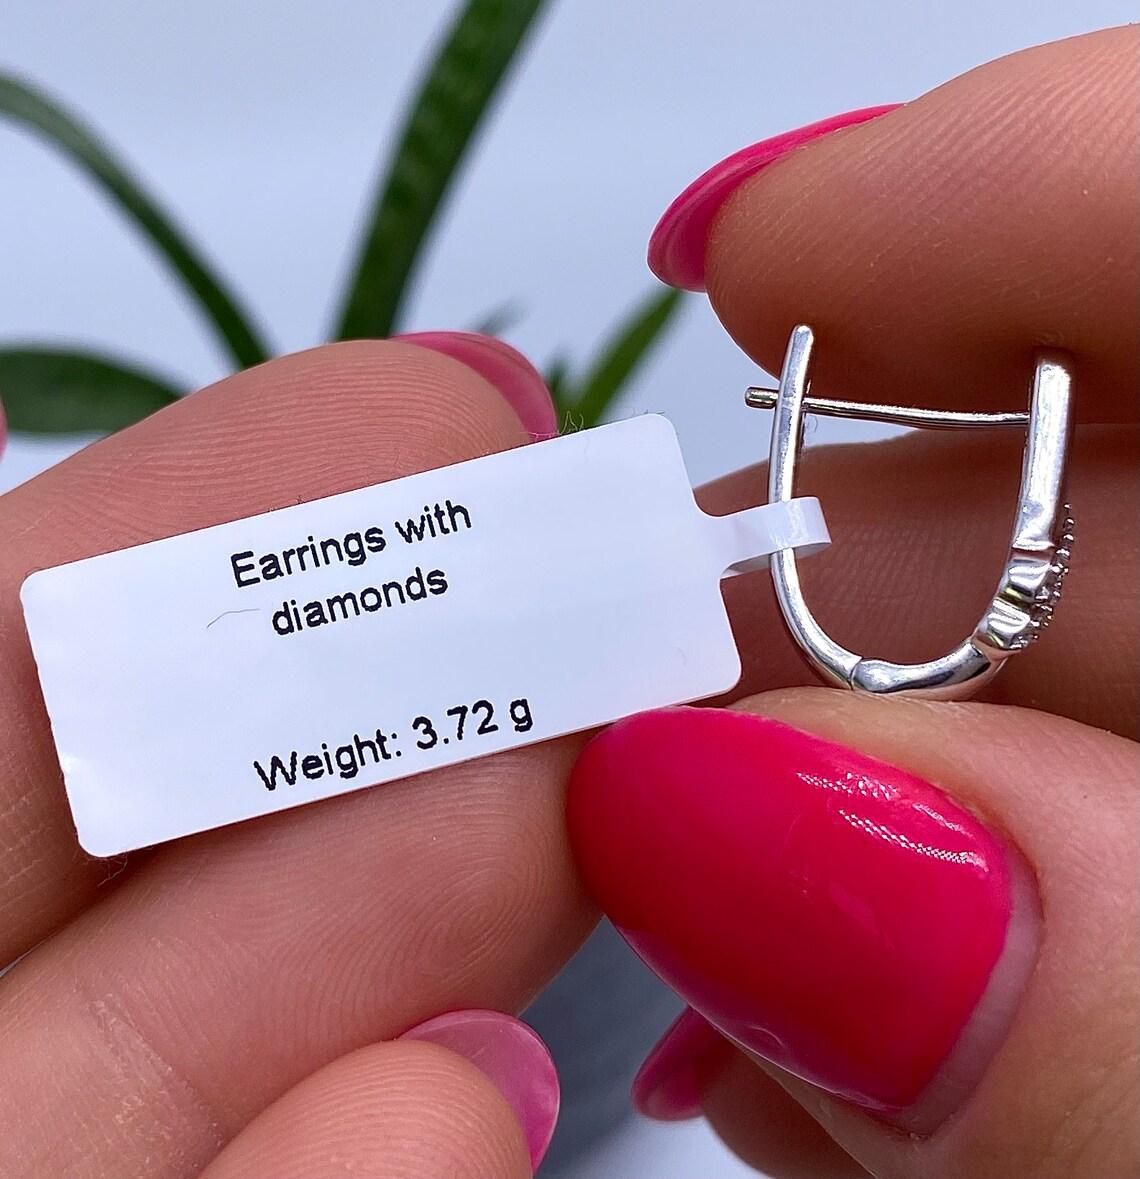 Earrings with
diamonds
Weight: 3.72 g